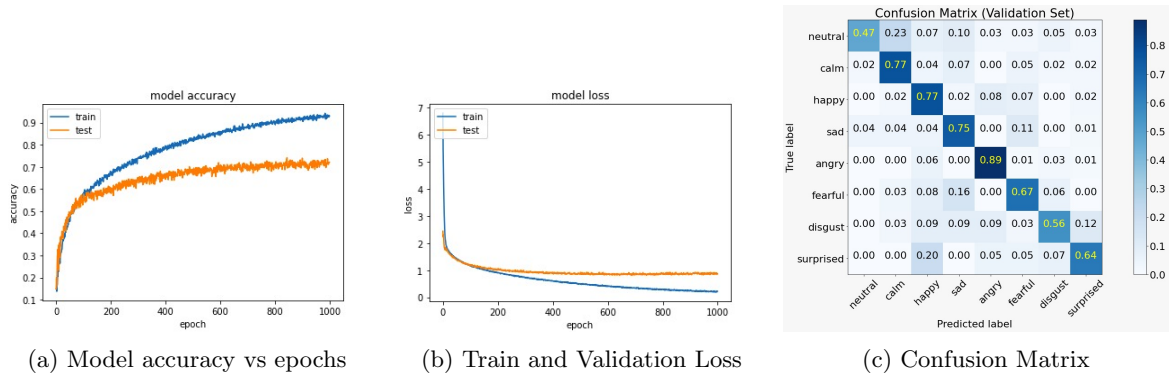 model accuracy
train
test
0.9
0.8
0.7
0.6
0.5
0.4
0.3
0.2
0.1
accuracy
0 200 400 600 800 1000
epoch
(a) Model accuracy vs epochs
model loss
train
test
7
6
5
4
3
2
1
0
loss
0 200 400 600 800 1000
epoch
(b) Train and Validation Loss
Confusion Matrix (Validation Set)
True label
neutral 0.47 0.23 0.07 0.10 0.03 0.03 0.05 0.03
calm 0.02 0.77 0.04 0.07 0.00 0.05 0.02 0.02
happy 0.00 0.02 0.77 0.02 0.08 0.07 0.00 0.02
sad 0.04 0.04 0.04 0.75 0.00 0.11 0.00 0.01
angry 0.00 0.00 0.06 0.00 0.89 0.01 0.03 0.01
fearful 0.00 0.03 0.08 0.16 0.00 0.67 0.06 0.00
disgust 0.00 0.03 0.09 0.09 0.09 0.03 0.56 0.12
surprised 0.00 0.00 0.20 0.00 0.05 0.05 0.07 0.64
neutral calm happy sad angry fearful disgust surprised
Predicted label
0.8
0.7
0.6
0.5
0.4
0.3
0.2
0.1
0.0
(c) Confusion Matrix